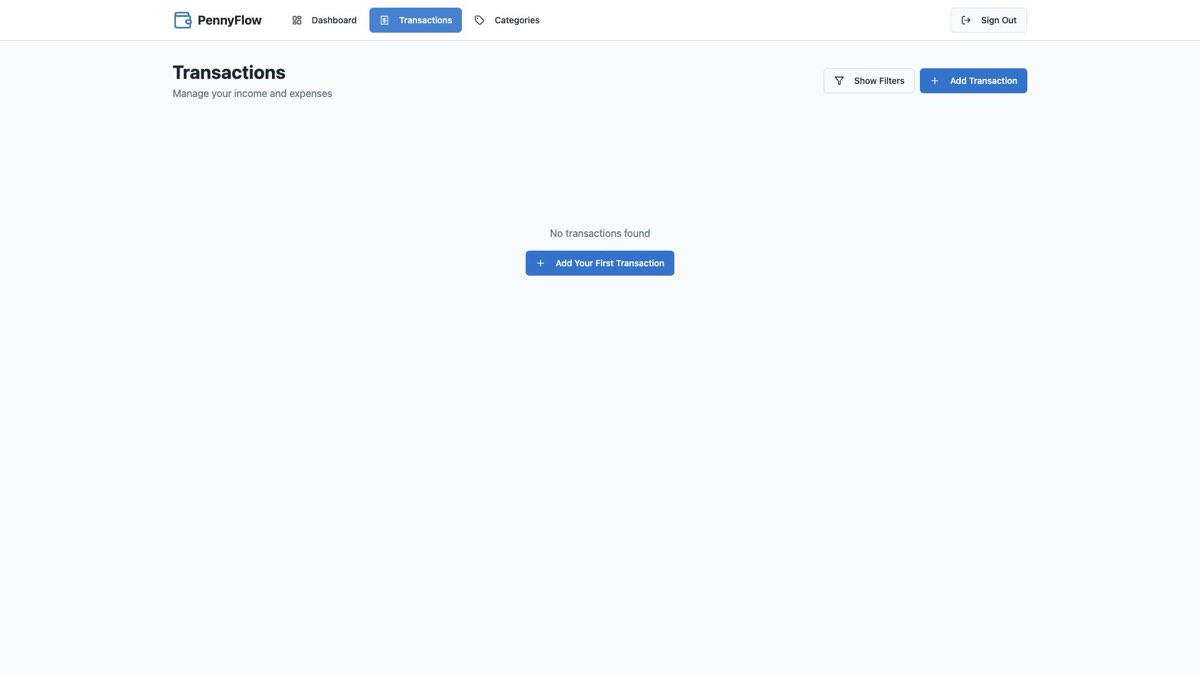 PennyFlow
Dashboard
Transactions
Categories
Sign Out
Transactions
Manage your income and expenses
Show Filters
Add Transaction
No transactions found
Add Your First Transaction